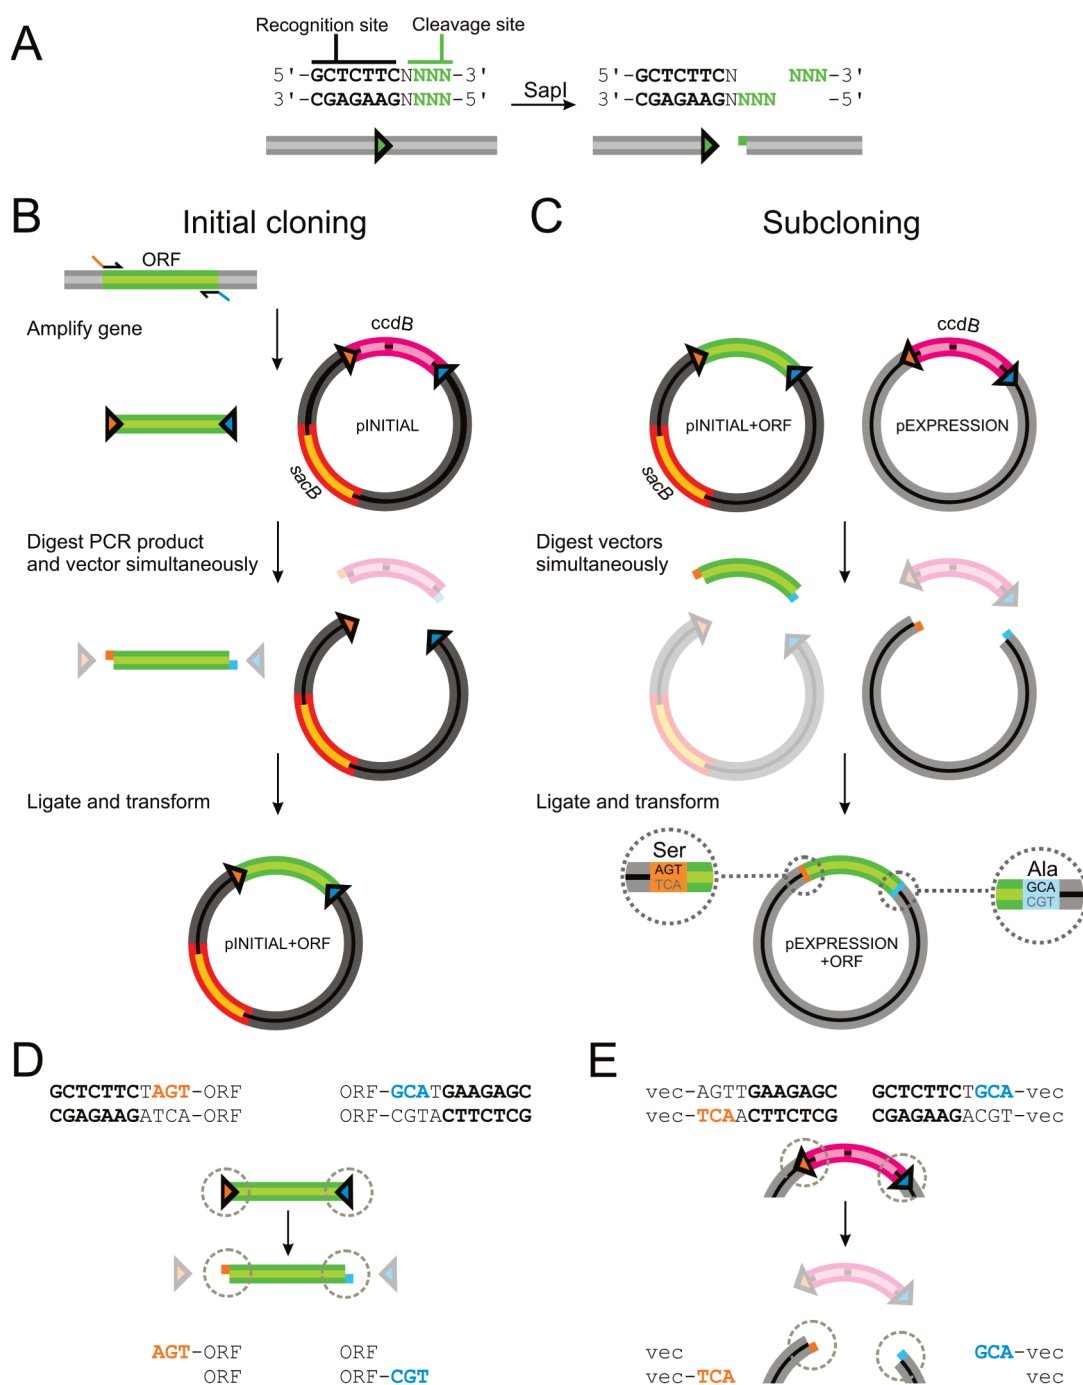 A
Recognition site
Cleavage site
5'-GCTCTTCNNNN-3'
3'-CGAGAAGNNNN-5'
SapI
5'-GCTCTTCN NNN-3'
3'-CGAGAAGNNNN -5'
B
Initial cloning
ORF
Amplify gene
ccdB
pINITIAL
sacB
Digest PCR product
and vector simultaneously
Ligate and transform
pINITIAL+ORF
C
Subcloning
ccdB
pINITIAL+ORF
pEXPRESSION
sacB
Digest vectors
simultaneously
Ligate and transform
Ser
AGT
TCA
Ala
GCA
CGT
pEXPRESSION
+ORF
D
GCTCTTCTAGT-ORF
CGAGAAGATCA-ORF
ORF-GCATGAAGAGC
ORF-CGTACTTCTCG
AGT-ORF
ORF
ORF
ORF-CGT
E
vec-AGTTGAAGAGC
vec-TCAACTTCTCG
GCTCTTCTGCA-vec
CGAGAAGACGT-vec
vec
vec-TCA
GCA-vec
vec